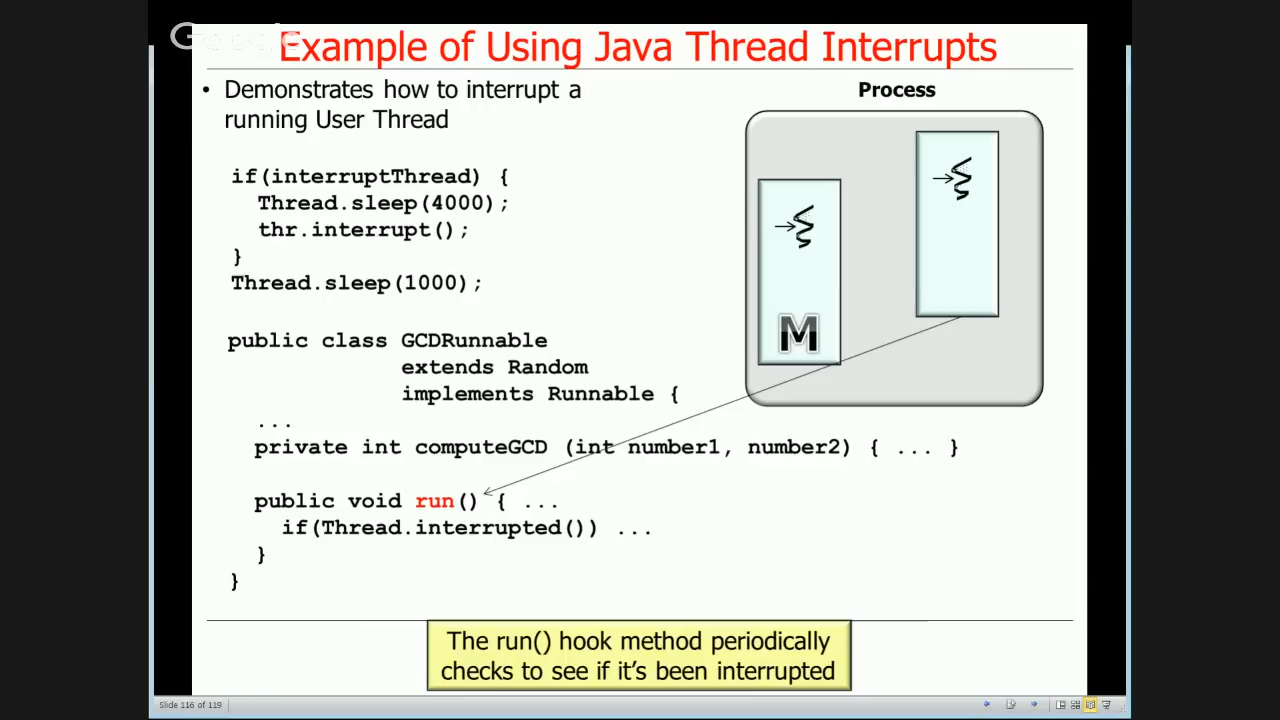 Google
Example of Using Java Thread Interrupts
• Demonstrates how to interrupt a
running User Thread
Process
if(interruptThread) {
Thread.sleep(4000);
thr.interrupt();
}
Thread.sleep(1000);
M
public class GCDRunnable
extends Random
implements Runnable {
...
private int computeGCD (int number1, number2) { ... }
public void run() { ...
if(Thread.interrupted()) ...
}
}
The run() hook method periodically
checks to see if it's been interrupted
Slide 116 of 119